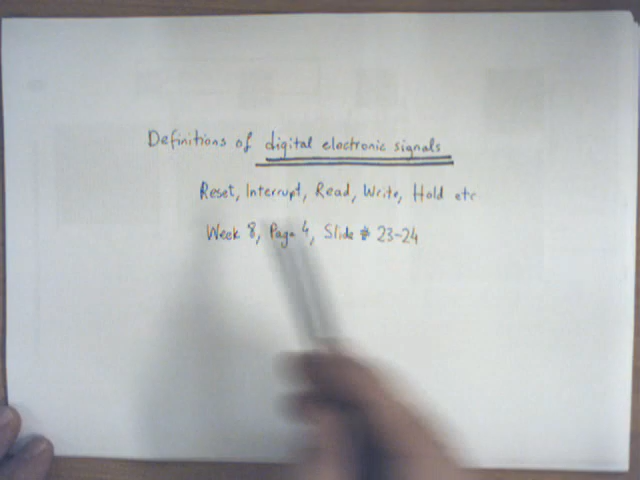 Definitions of digital electronic signals
Reset, Interrupt, Read, Write, Hold etc
Week 8, Page 4, Slide # 23-24